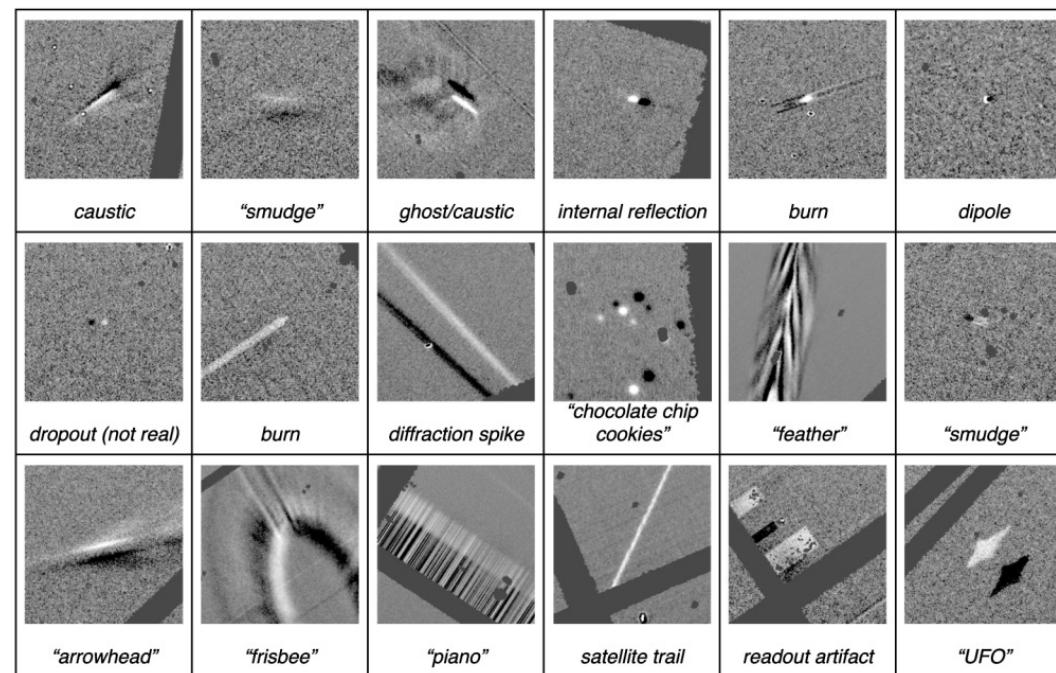 caustic
“smudge”
ghost/caustic
internal reflection
burn
dipole
dropout (not real)
burn
diffraction spike
“chocolate chip
cookies”
“feather”
“smudge”
“arrowhead”
“frisbee”
“piano”
satellite trail
readout artifact
“UFO”